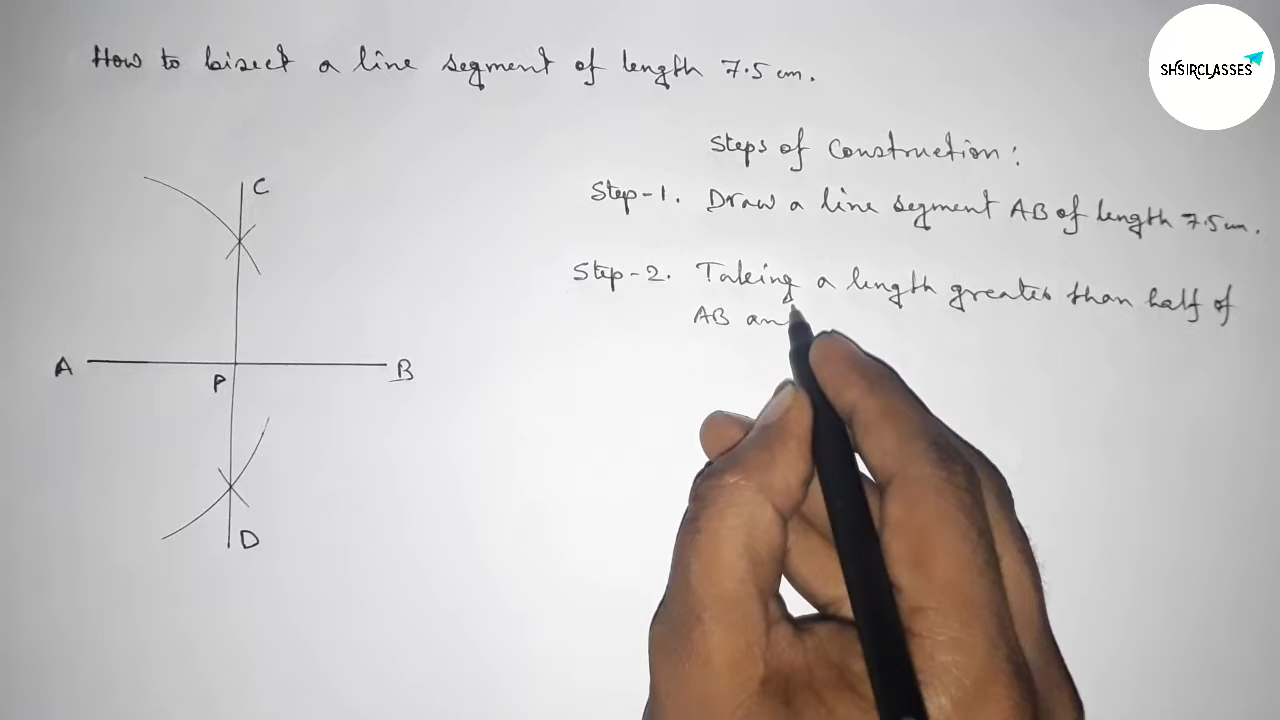 How to bisect a line segment of length 7.5 cm.
SHSIRCLASSES
Steps of Construction:
Step-1. Draw a line segment AB of length 7.5 cm.
Step-2. Taking a length greater than half of
AB an
C
A
P
B
D